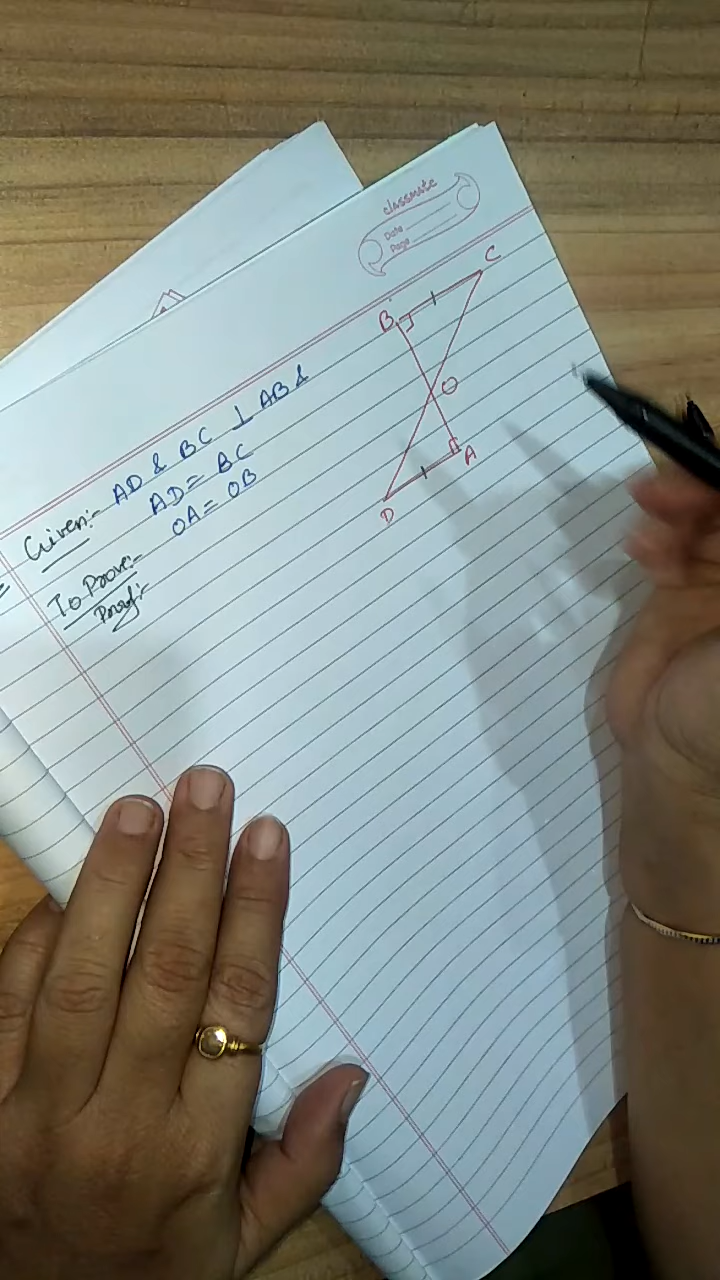 classmate
Date
Page
B
C
O
A
D
Given:- AD & BC ⊥ AB &
AD = BC
To Prove:- OA = OB
Proof:-